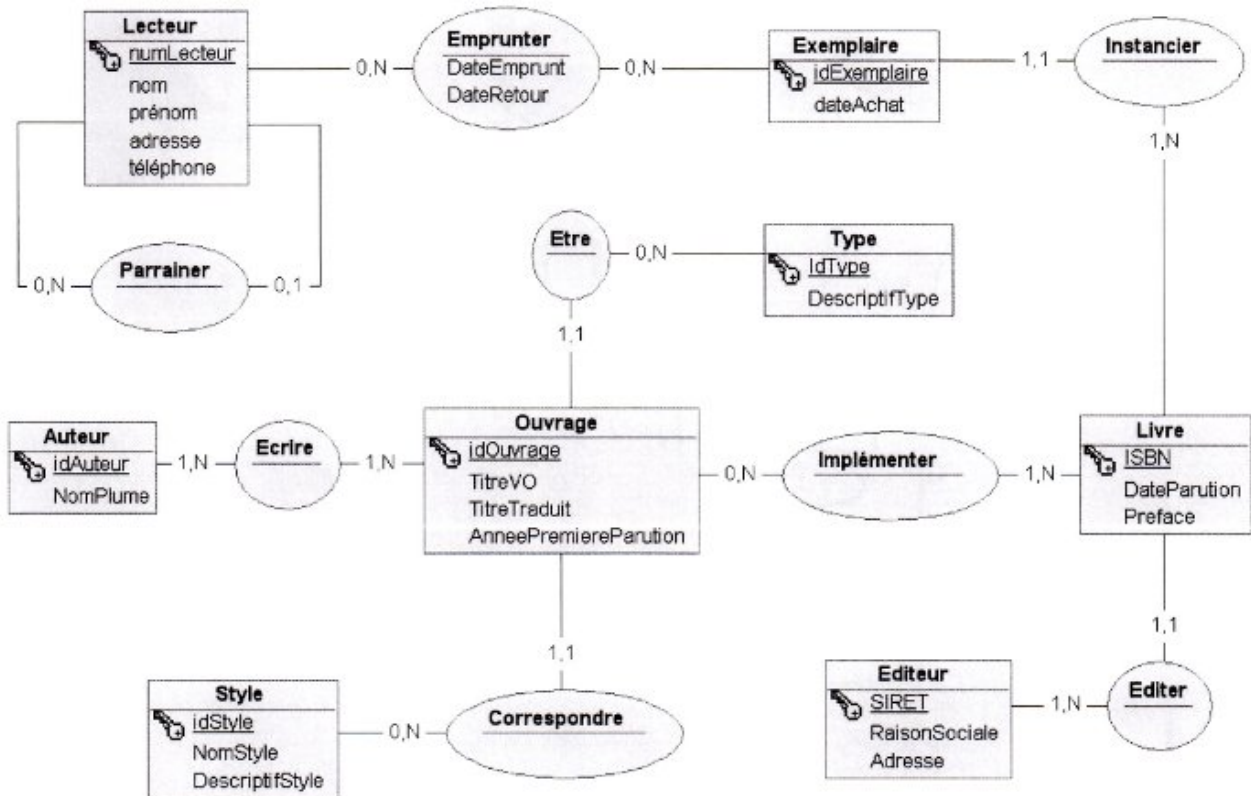 Lecteur
numLecteur
nom
prénom
adresse
téléphone
0,N
Emprunter
DateEmprunt
DateRetour
0,N
Exemplaire
idExemplaire
dateAchat
1,1
Instancier
1,N
0,N
Parrainer
0,1
Etre
0,N
Type
IdType
DescriptifType
1,1
Auteur
idAuteur
NomPlume
1,N
Ecrire
1,N
Ouvrage
idOuvrage
TitreVO
TitreTraduit
AnneePremiereParution
0,N
Implémenter
1,N
Livre
ISBN
DateParution
Preface
1,1
1,1
Style
idStyle
NomStyle
DescriptifStyle
0,N
Correspondre
Editeur
SIRET
RaisonSociale
Adresse
1,N
Editer